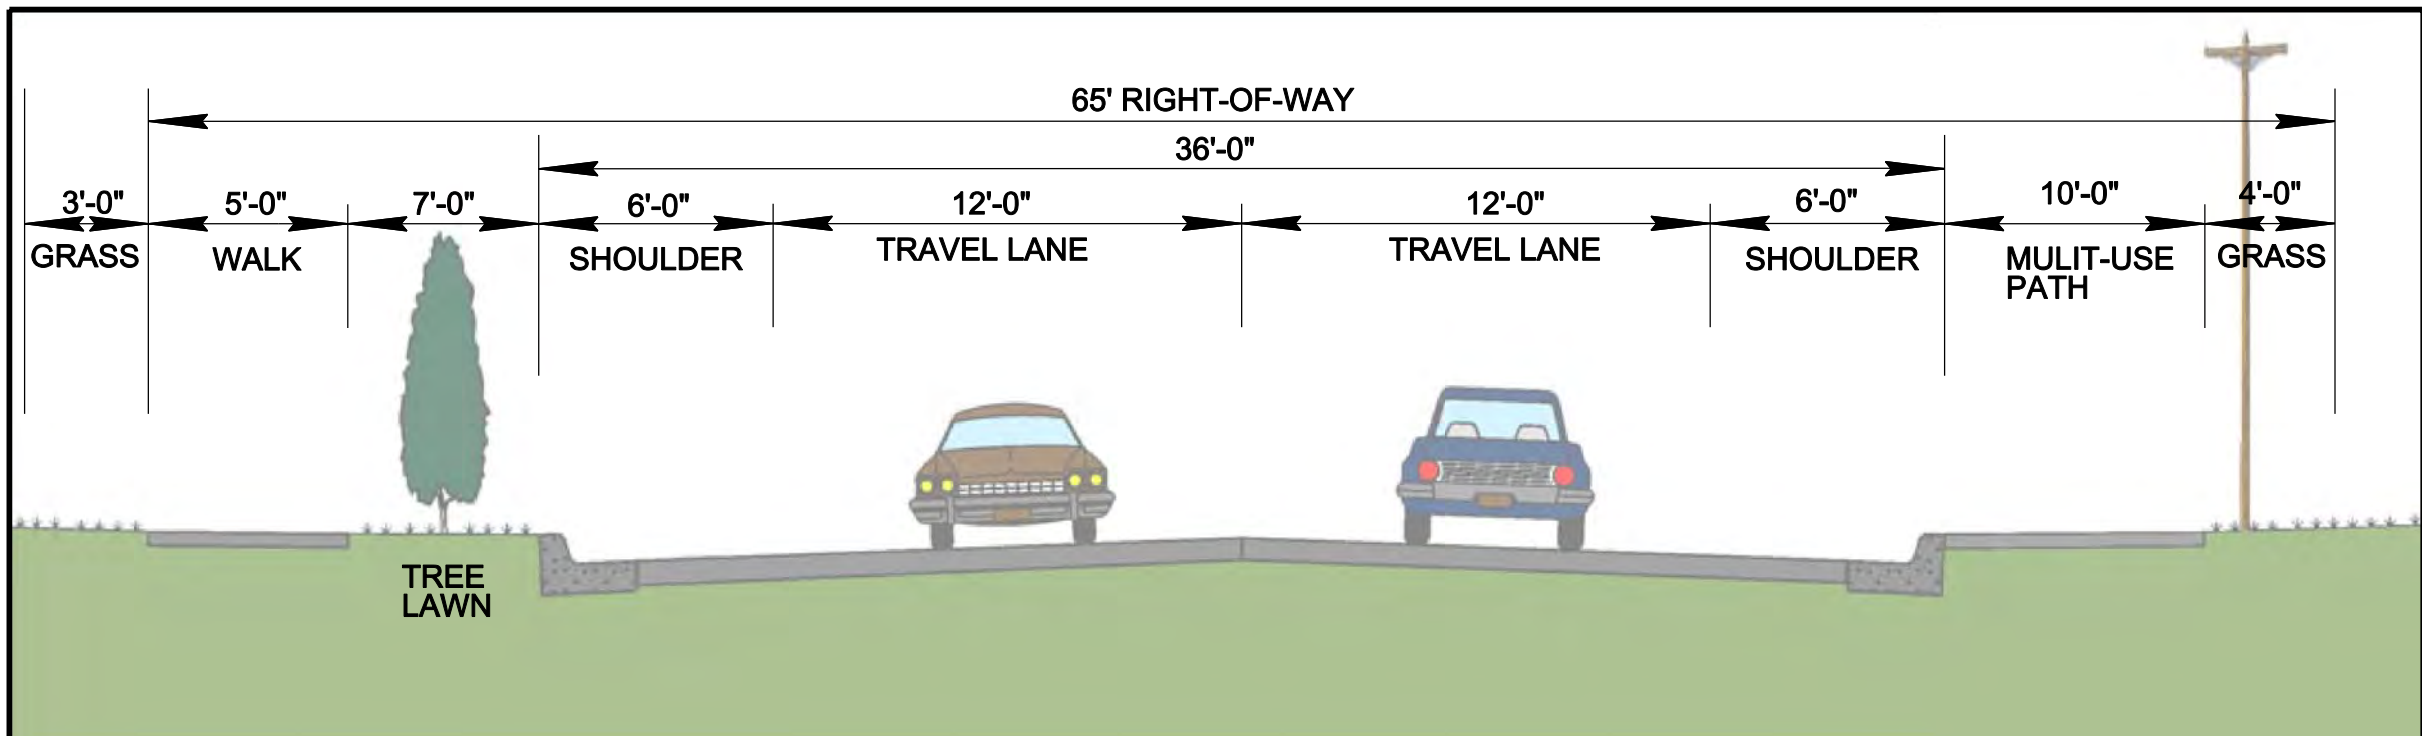 65' RIGHT-OF-WAY
36'-0"
3'-0" 5'-0" 7'-0" 6'-0" 12'-0" 12'-0" 6'-0" 10'-0" 4'-0"
GRASS WALK SHOULDER TRAVEL LANE TRAVEL LANE SHOULDER MULIT-USE GRASS
PATH
TREE
LAWN